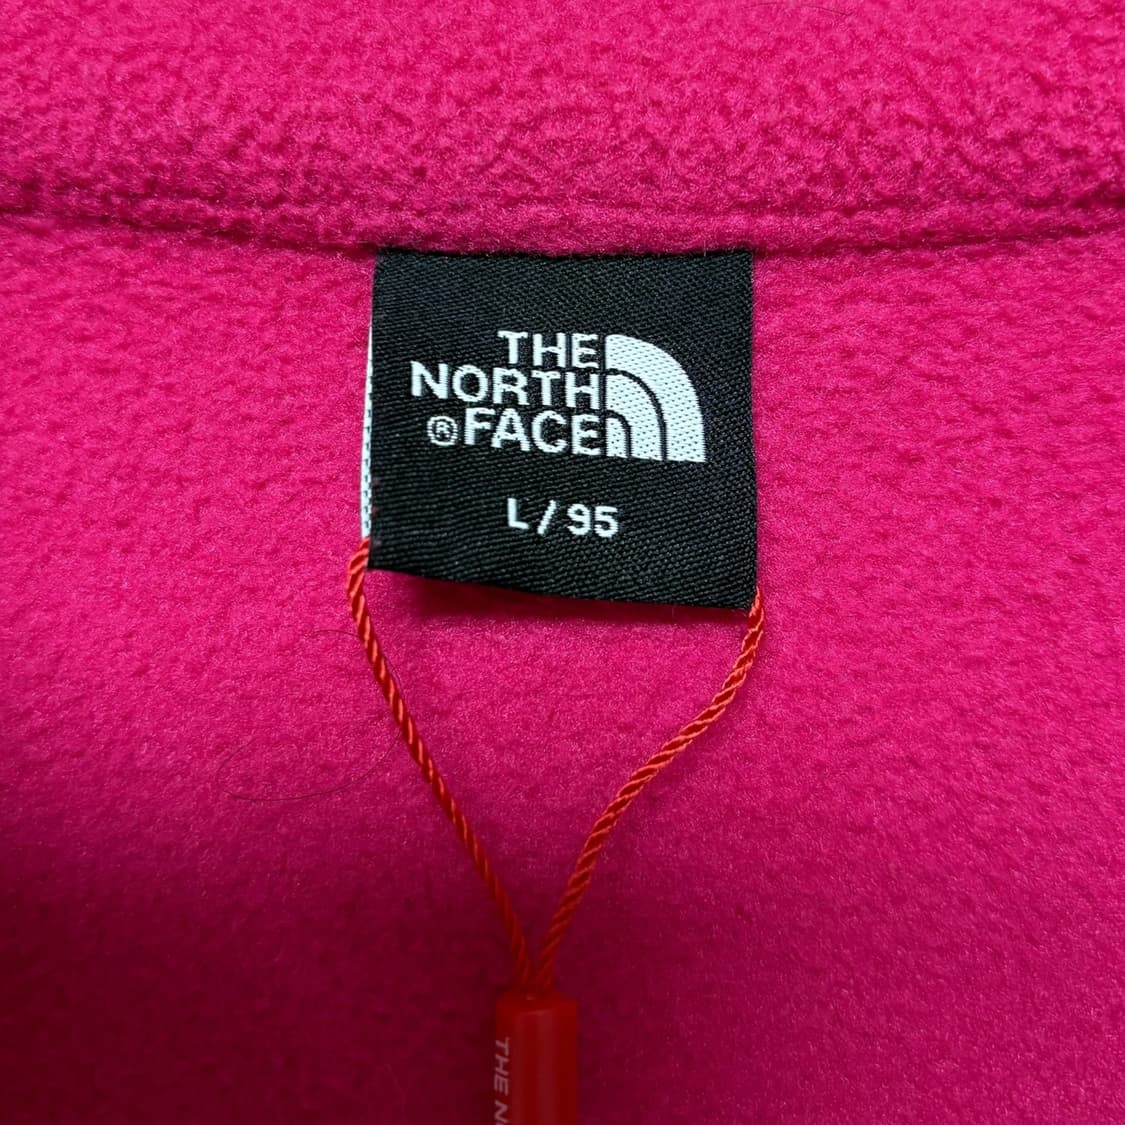 THE
NORTH
®FACE
L / 95
THE N